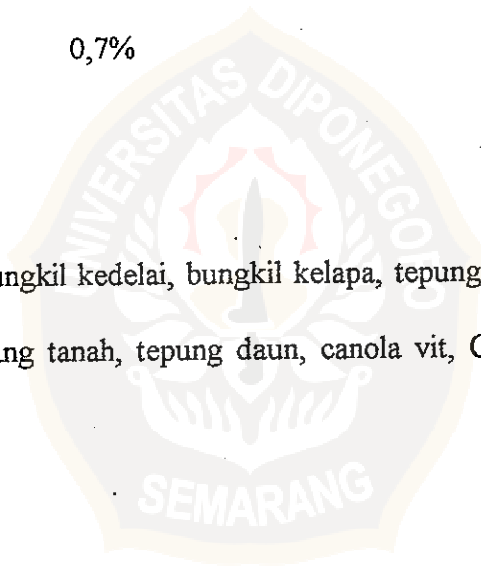 0,7%
UNIVERSITAS DIPONEGORO
ungkil kedelai, bungkil kelapa, tepung
ng tanah, tepung daun, canola vit,
SEMARANG